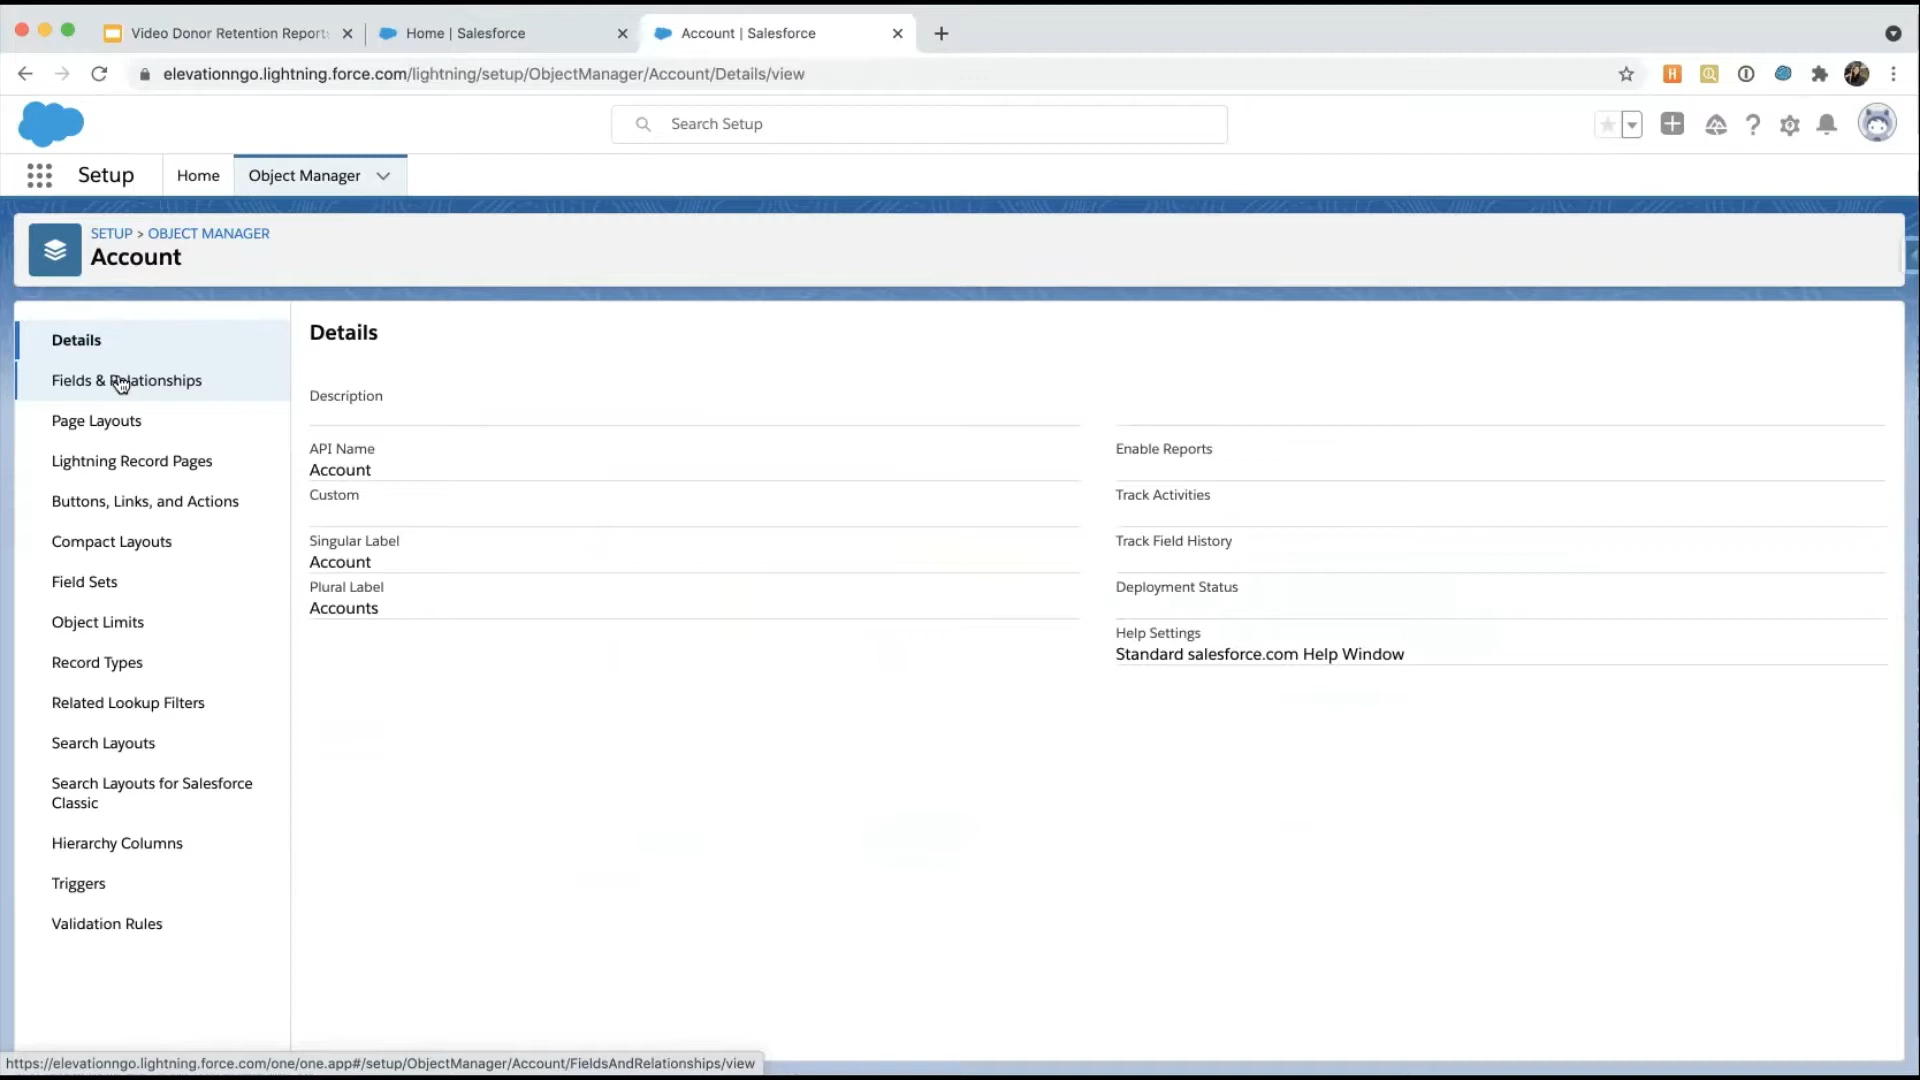 Video Donor Retention Report
Home | Salesforce
Account | Salesforce
elevationngo.lightning.force.com/lightning/setup/ObjectManager/Account/Details/view
Search Setup
Setup
Home
Object Manager
SETUP > OBJECT MANAGER
Account
Details
Fields & Relationships
Page Layouts
Lightning Record Pages
Buttons, Links, and Actions
Compact Layouts
Field Sets
Object Limits
Record Types
Related Lookup Filters
Search Layouts
Search Layouts for Salesforce
Classic
Hierarchy Columns
Triggers
Validation Rules
Details
Description
API Name
Account
Custom
Singular Label
Account
Plural Label
Accounts
Enable Reports
Track Activities
Track Field History
Deployment Status
Help Settings
Standard salesforce.com Help Window
https://elevationngo.lightning.force.com/one/one.app#/setup/ObjectManager/Account/FieldsAndRelationships/view